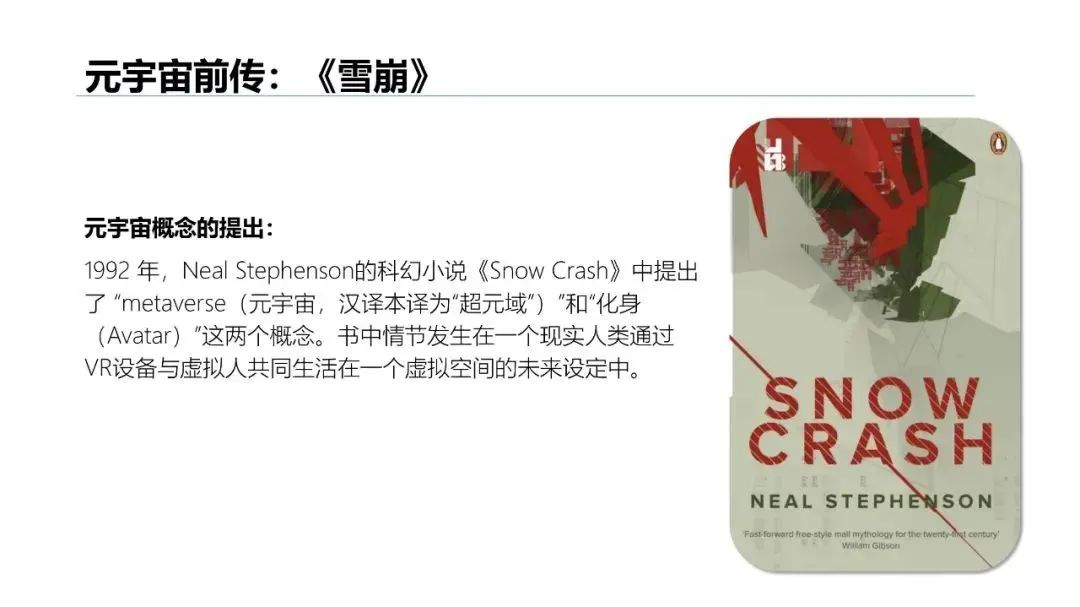 元宇宙前传：《雪崩》
元宇宙概念的提出：
1992 年，Neal Stephenson的科幻小说《Snow Crash》中提出
了 “metaverse（元宇宙，汉译本译为“超元域”）”和“化身
（Avatar）”这两个概念。书中情节发生在一个现实人类通过
VR设备与虚拟人共同生活在一个虚拟空间的未来设定中。
SNOW
CRASH
NEAL STEPHENSON
'Fast-forward free-style mall mythology for the twenty-first century'
William Gibson